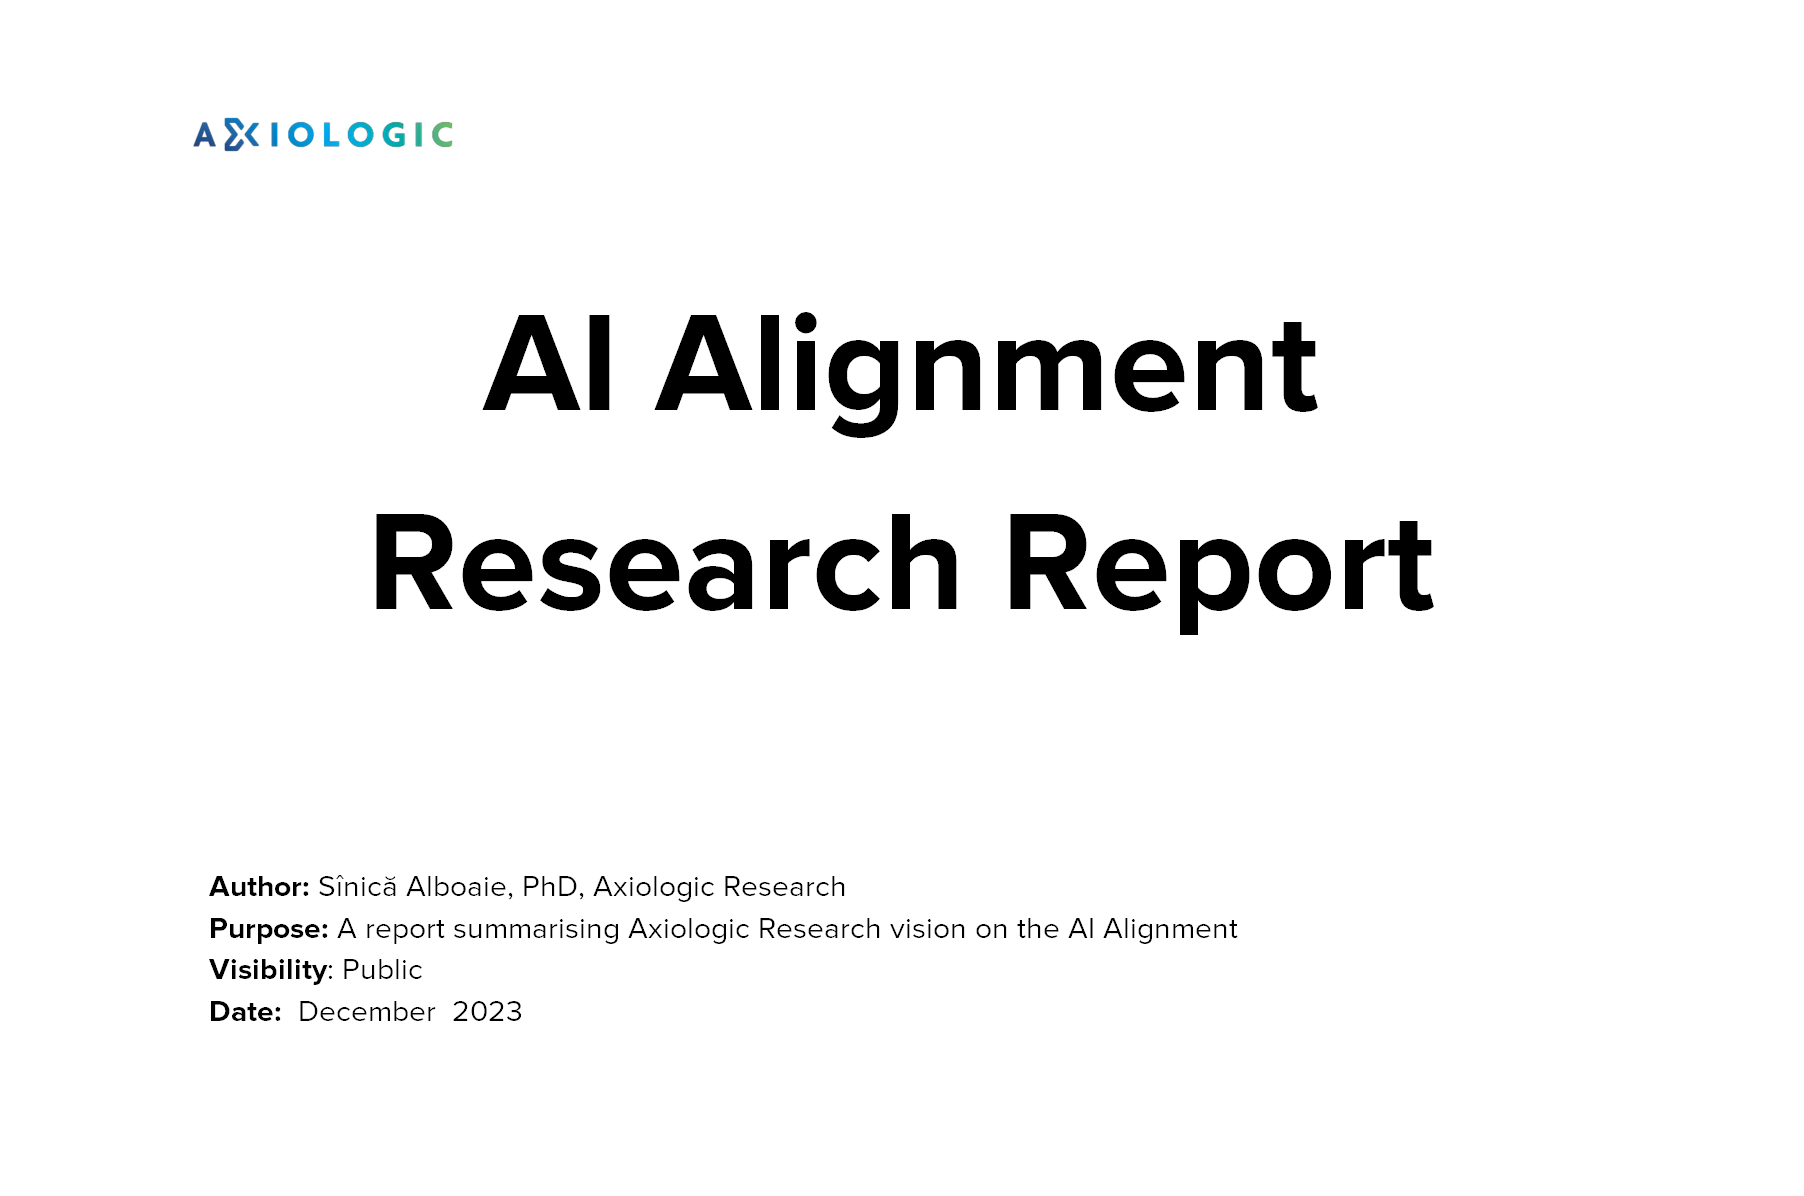 AXIOLOGIC
AI Alignment
Research Report
Author: Sînică Alboaie, PhD, Axiologic Research
Purpose: A report summarising Axiologic Research vision on the AI Alignment
Visibility: Public
Date: December 2023